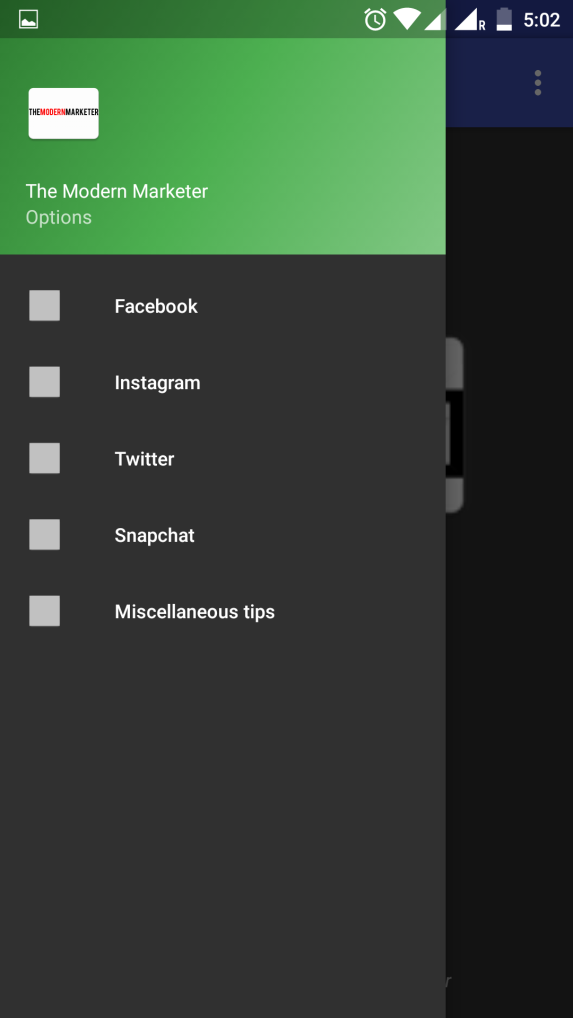 R
5:02
THEMODERNMARKETER
The Modern Marketer
Options
Facebook
Instagram
Twitter
Snapchat
Miscellaneous tips
r